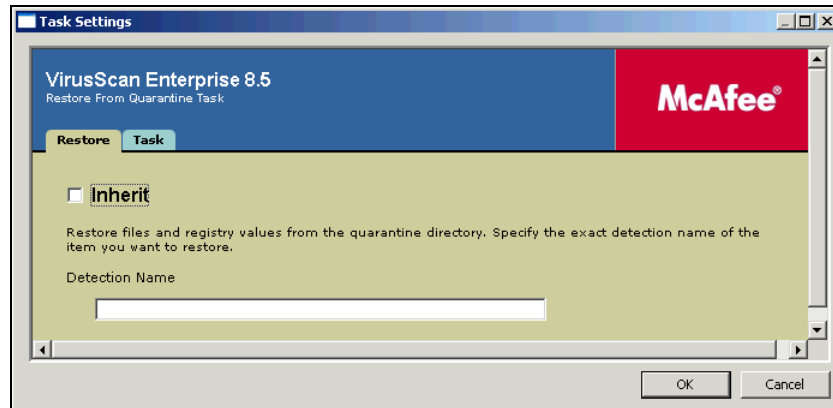 Task Settings
VirusScan Enterprise 8.5
Restore From Quarantine Task
McAfee®
Restore Task
Inherit
Restore files and registry values from the quarantine directory. Specify the exact detection name of the
item you want to restore.
Detection Name
OK Cancel